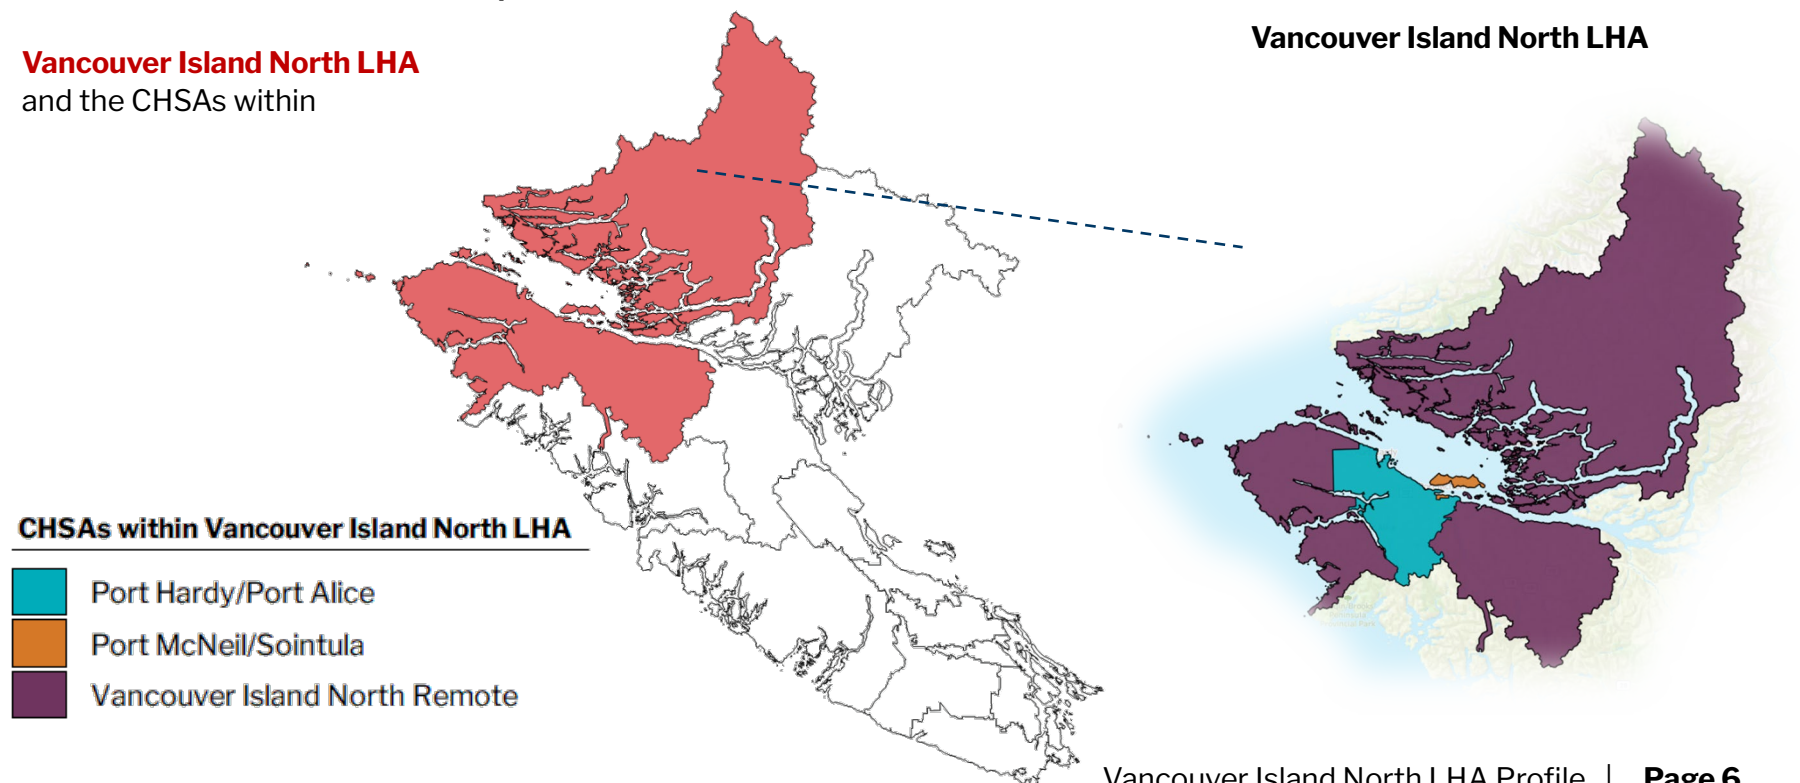 Vancouver Island North LHA
and the CHSAs within
Vancouver Island North LHA
CHSAs within Vancouver Island North LHA
Port Hardy/Port Alice
Port McNeil/Sointula
Vancouver Island North Remote
Vancouver Island North LHA Profile | Page 6